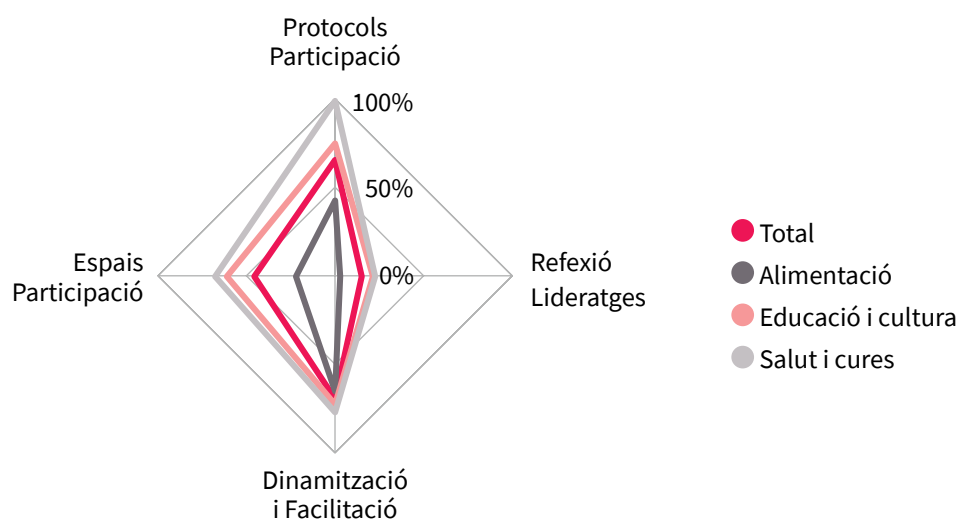 Protocols
Participació
100%
50%
0%
Espais
Participació
Refexió
Lideratges
Dinamització
i Facilitació
Total
Alimentació
Educació i cultura
Salut i cures